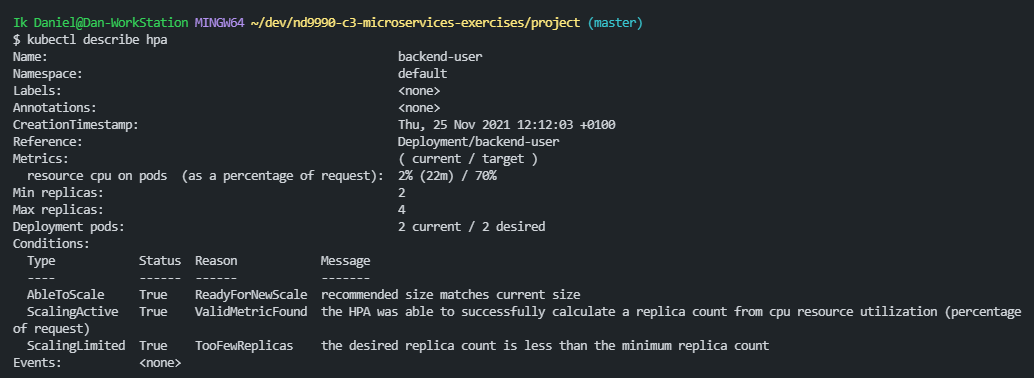 Ik Daniel@Dan-WorkStation MINGW64 ~/dev/nd9990-c3-microservices-exercises/project (master)
$ kubectl describe hpa
Name:                                                  backend-user
Namespace:                                             default
Labels:                                                <none>
Annotations:                                           <none>
CreationTimestamp:                                     Thu, 25 Nov 2021 12:12:03 +0100
Reference:                                             Deployment/backend-user
Metrics:                                               ( current / target )
  resource cpu on pods  (as a percentage of request):  2% (22m) / 70%
Min replicas:                                          2
Max replicas:                                          4
Deployment pods:                                       2 current / 2 desired
Conditions:
  Type            Status  Reason            Message
  ----            ------  ------            -------
  AbleToScale     True    ReadyForNewScale  recommended size matches current size
  ScalingActive   True    ValidMetricFound  the HPA was able to successfully calculate a replica count from cpu resource utilization (percentage
of request)
  ScalingLimited  True    TooFewReplicas    the desired replica count is less than the minimum replica count
Events:           <none>